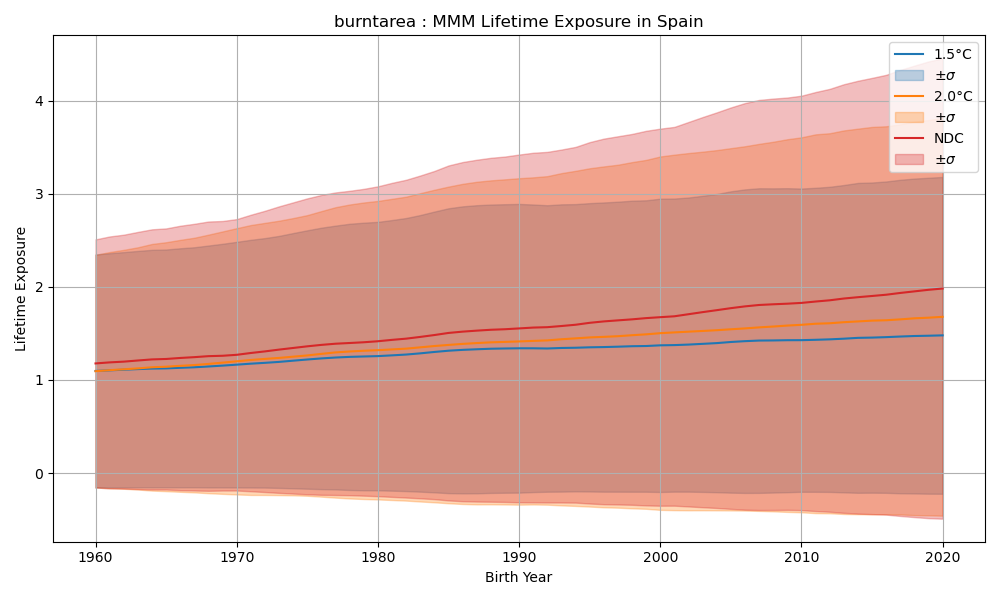 burntarea : MMM Lifetime Exposure in Spain
1.5°C
±σ
2.0°C
±σ
NDC
±σ
Lifetime Exposure
4
3
2
1
0
1960
1970
1980
1990
2000
2010
2020
Birth Year